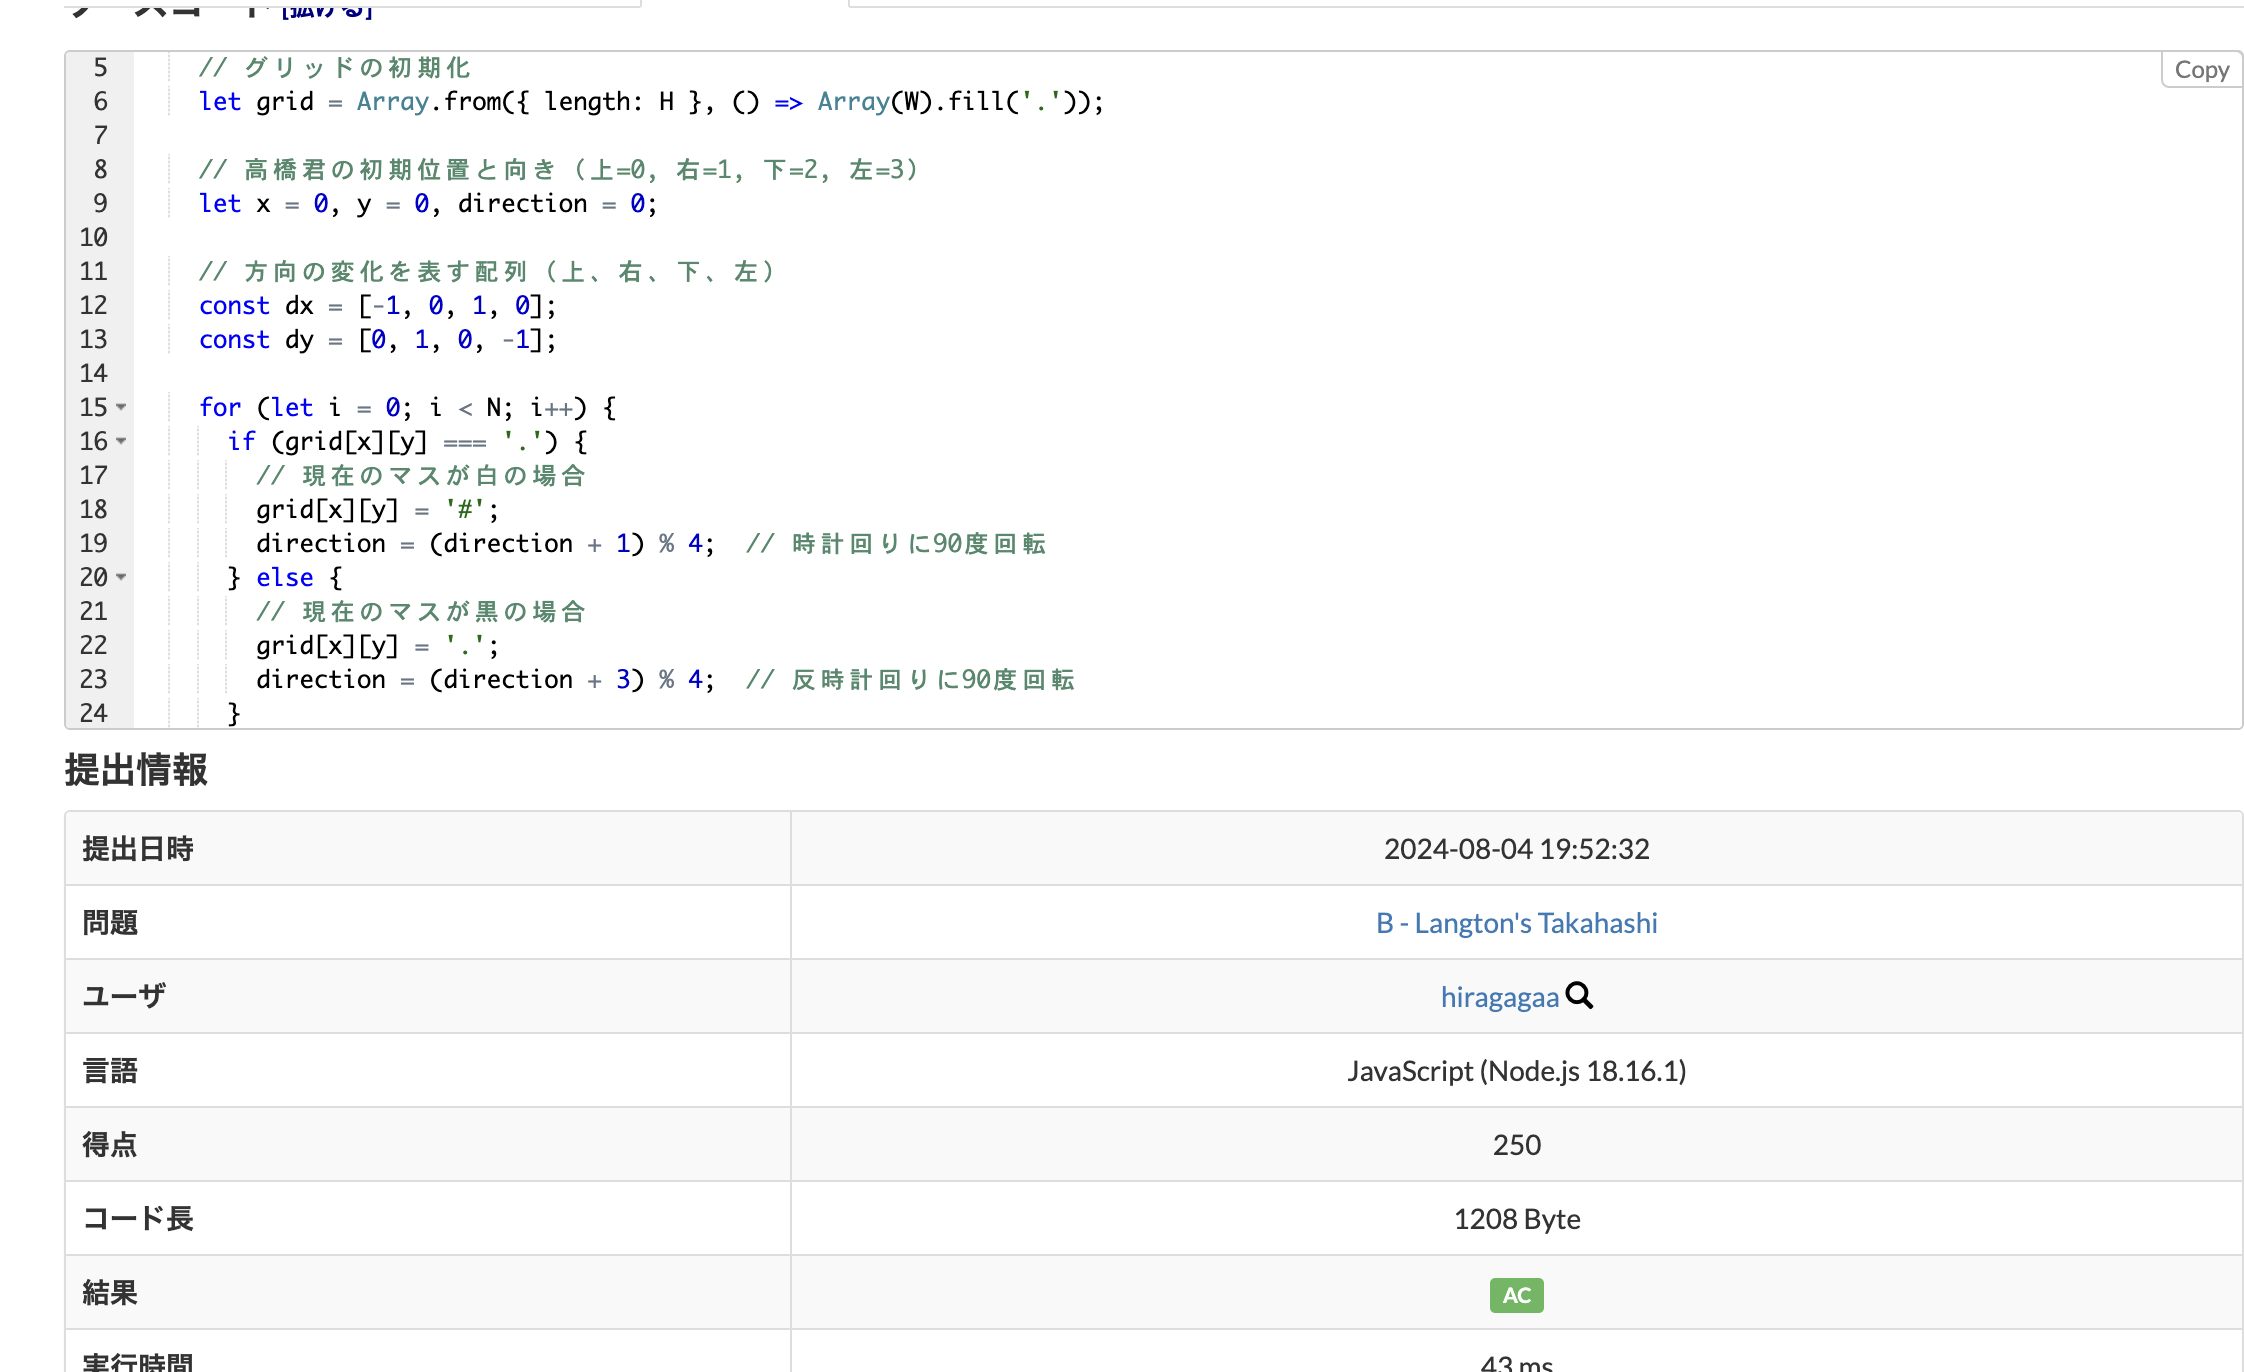 ソースコード [拡げる]
Copy
5 // グリッドの初期化
6 let grid = Array.from({ length: H }, () => Array(W).fill('.'));
7
8 // 高橋君の初期位置と向き（上=0, 右=1, 下=2, 左=3）
9 let x = 0, y = 0, direction = 0;
10
11 // 方向の変化を表す配列（上、右、下、左）
12 const dx = [-1, 0, 1, 0];
13 const dy = [0, 1, 0, -1];
14
15 for (let i = 0; i < N; i++) {
16 if (grid[x][y] === '.') {
17 // 現在のマスが白の場合
18 grid[x][y] = '#';
19 direction = (direction + 1) % 4;  // 時計回りに90度回転
20 } else {
21 // 現在のマスが黒の場合
22 grid[x][y] = '.';
23 direction = (direction + 3) % 4;  // 反時計回りに90度回転
24 }
提出情報
提出日時 2024-08-04 19:52:32
問題 B - Langton's Takahashi
ユーザ hiragagaa
言語 JavaScript (Node.js 18.16.1)
得点 250
コード長 1208 Byte
結果 AC
実行時間 43 ms